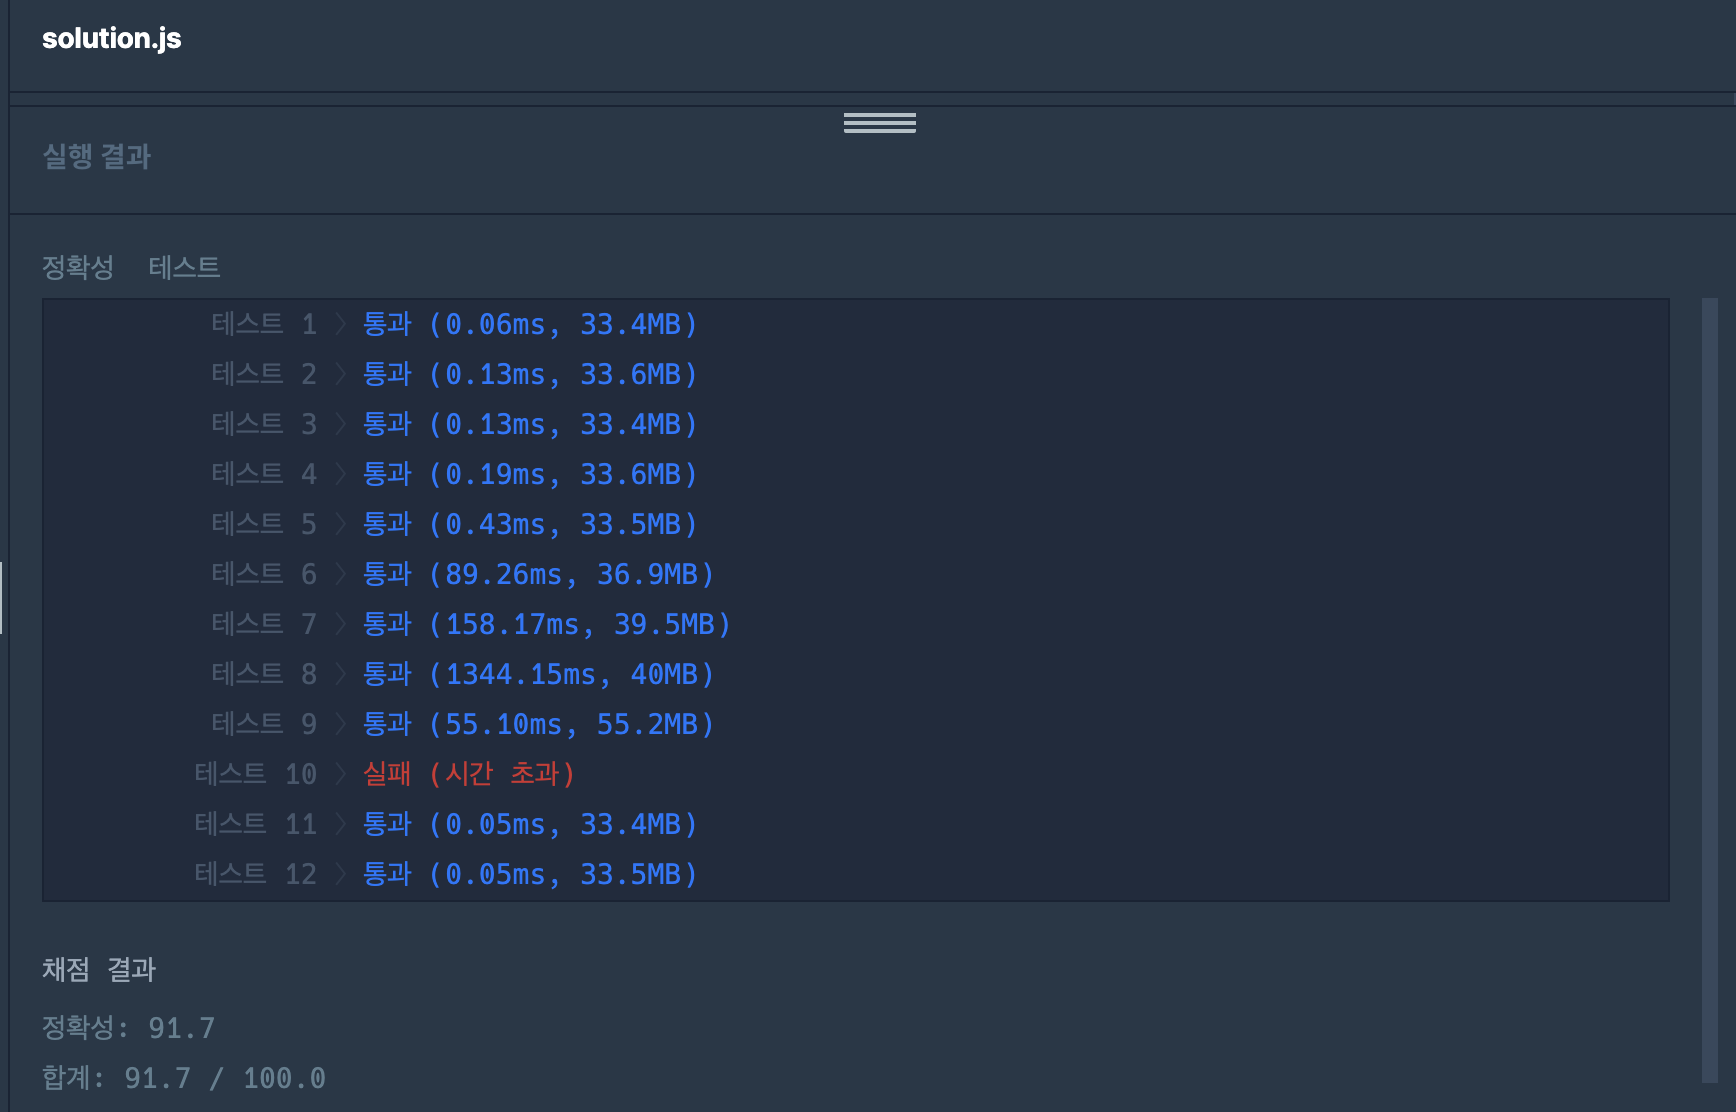 solution.js
실행 결과
정확성  테스트
테스트 1 〉 통과 (0.06ms, 33.4MB)
테스트 2 〉 통과 (0.13ms, 33.6MB)
테스트 3 〉 통과 (0.13ms, 33.4MB)
테스트 4 〉 통과 (0.19ms, 33.6MB)
테스트 5 〉 통과 (0.43ms, 33.5MB)
테스트 6 〉 통과 (89.26ms, 36.9MB)
테스트 7 〉 통과 (158.17ms, 39.5MB)
테스트 8 〉 통과 (1344.15ms, 40MB)
테스트 9 〉 통과 (55.10ms, 55.2MB)
테스트 10 〉 실패 (시간 초과)
테스트 11 〉 통과 (0.05ms, 33.4MB)
테스트 12 〉 통과 (0.05ms, 33.5MB)
채점 결과
정확성: 91.7
합계: 91.7 / 100.0